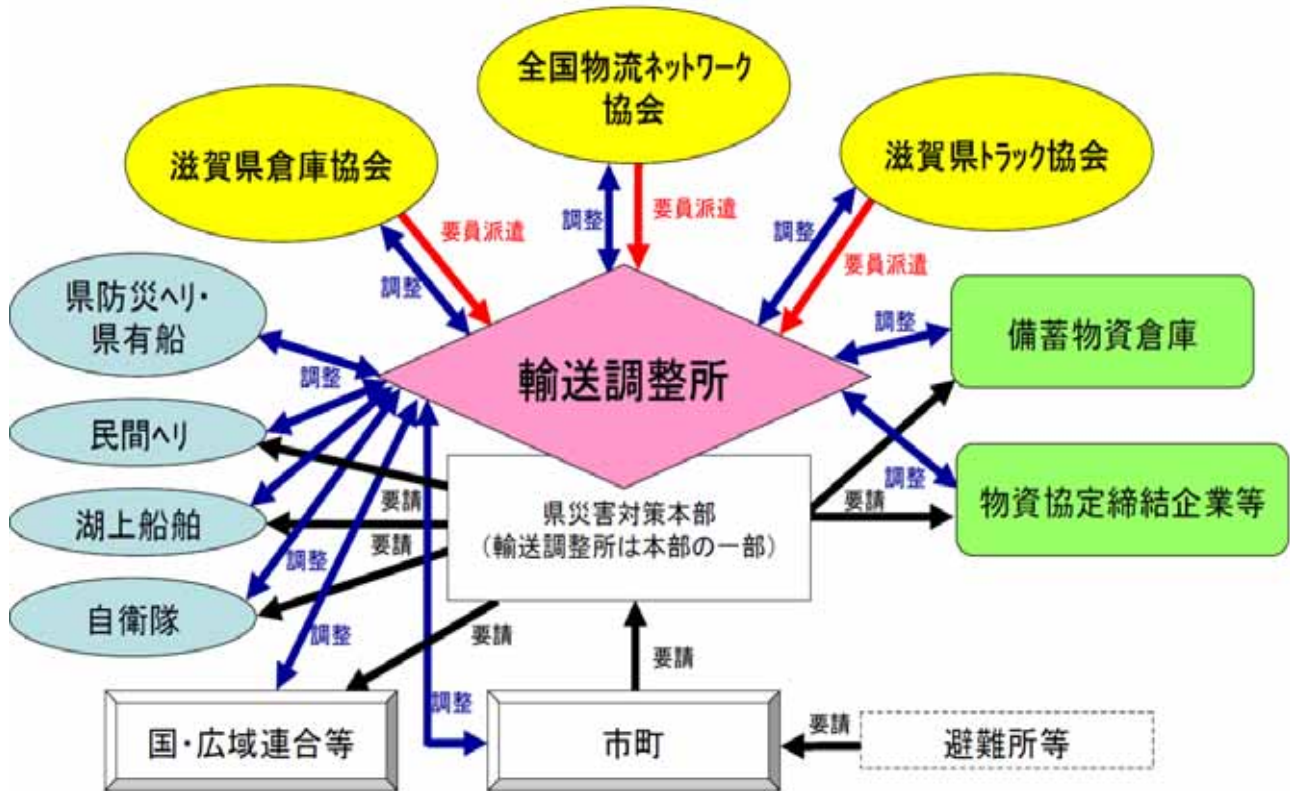 全国物流ネットワーク
協会
滋賀県倉庫協会
滋賀県トラック協会
要員派遣
調整
調整
要員派遣
調整
要員派遣
調整
県防災ヘリ・
県有船
調整
輸送調整所
調整
備蓄物資倉庫
民間ヘリ
調整
湖上船舶
要請
要請
県災害対策本部
（輸送調整所は本部の一部）
要請
物資協定締結企業等
調整
自衛隊
調整
要請
要請
調整
国・広域連合等
市町
要請
避難所等